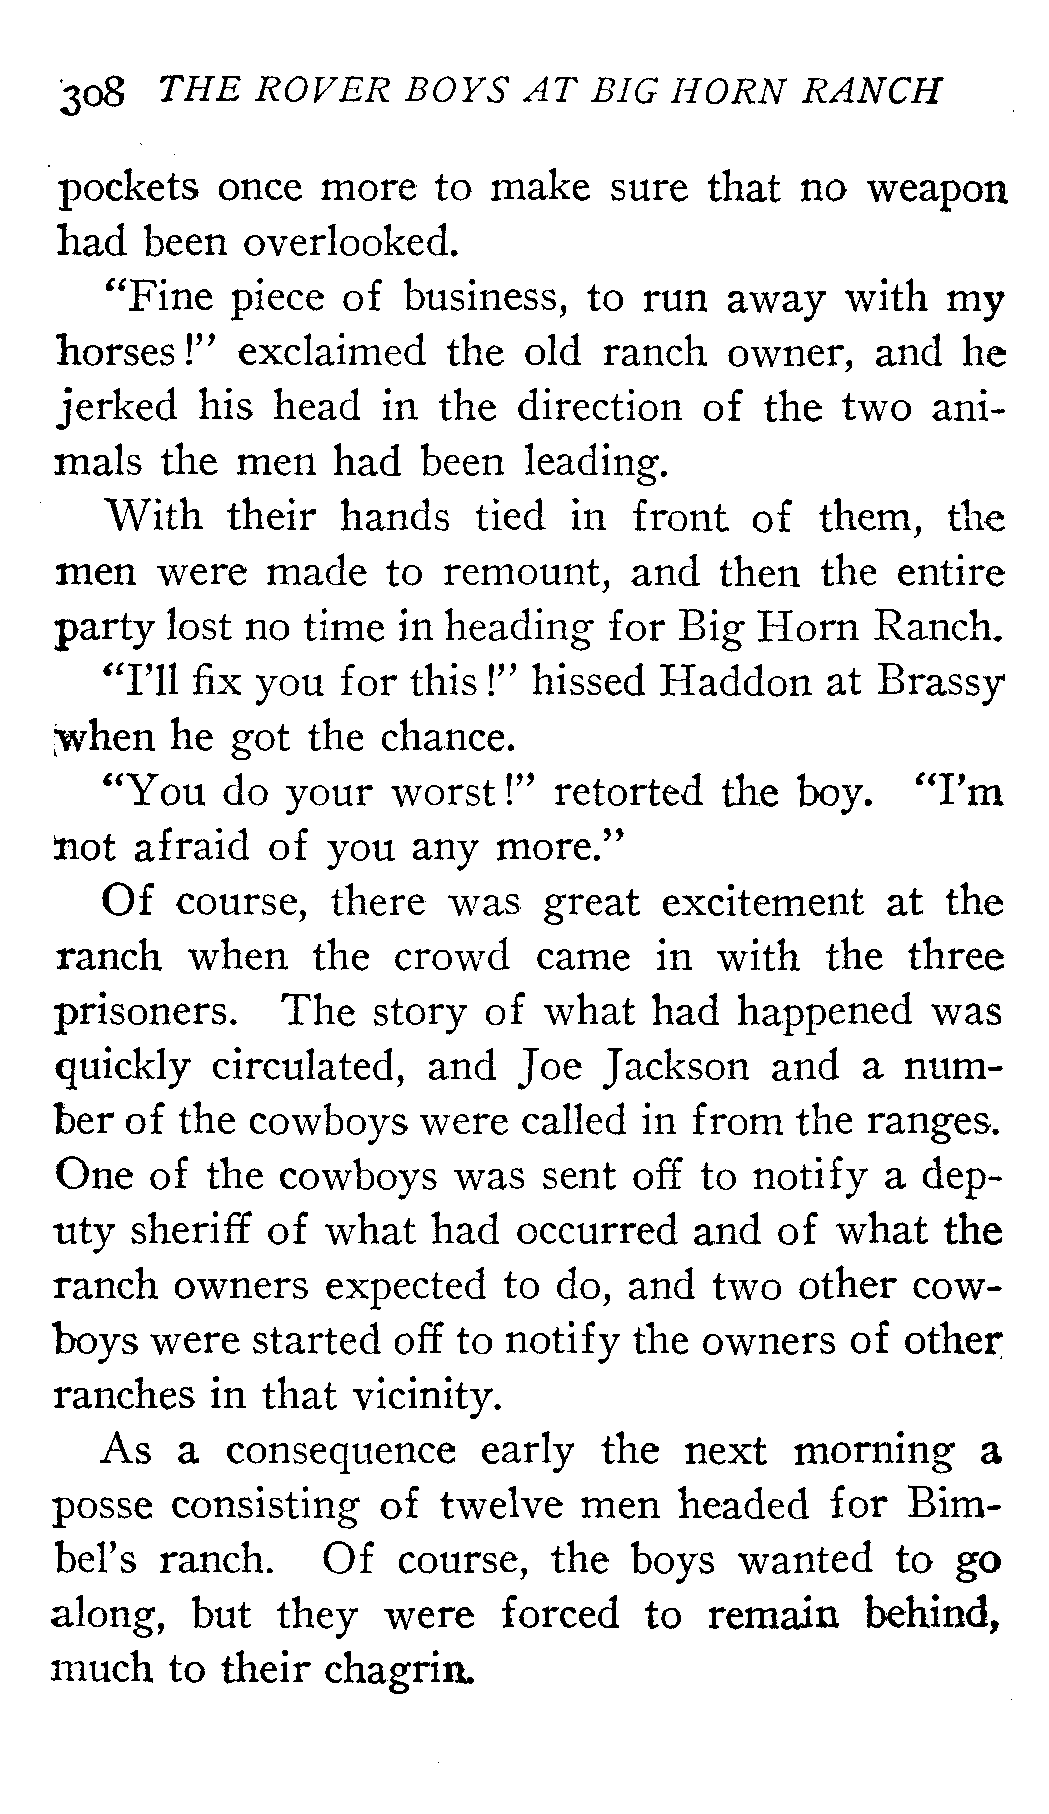 308 THE ROVER BOYS AT BIG HORN RANCH
pockets once more to make sure that no weapon
had been overlooked.
"Fine piece of business, to run away with my
horses!" exclaimed the old ranch owner, and he
jerked his head in the direction of the two ani-
mals the men had been leading.
With their hands tied in front of them, the
men were made to remount, and then the entire
party lost no time in heading for Big Horn Ranch.
"I'll fix you for this!" hissed Haddon at Brassy
when he got the chance.
"You do your worst!" retorted the boy. "I'm
not afraid of you any more."
Of course, there was great excitement at the
ranch when the crowd came in with the three
prisoners. The story of what had happened was
quickly circulated, and Joe Jackson and a num-
ber of the cowboys were called in from the ranges.
One of the cowboys was sent off to notify a dep-
uty sheriff of what had occurred and of what the
ranch owners expected to do, and two other cow-
boys were started off to notify the owners of other
ranches in that vicinity.
As a consequence early the next morning a
posse consisting of twelve men headed for Bim-
bel's ranch. Of course, the boys wanted to go
along, but they were forced to remain behind,
much to their chagrin.